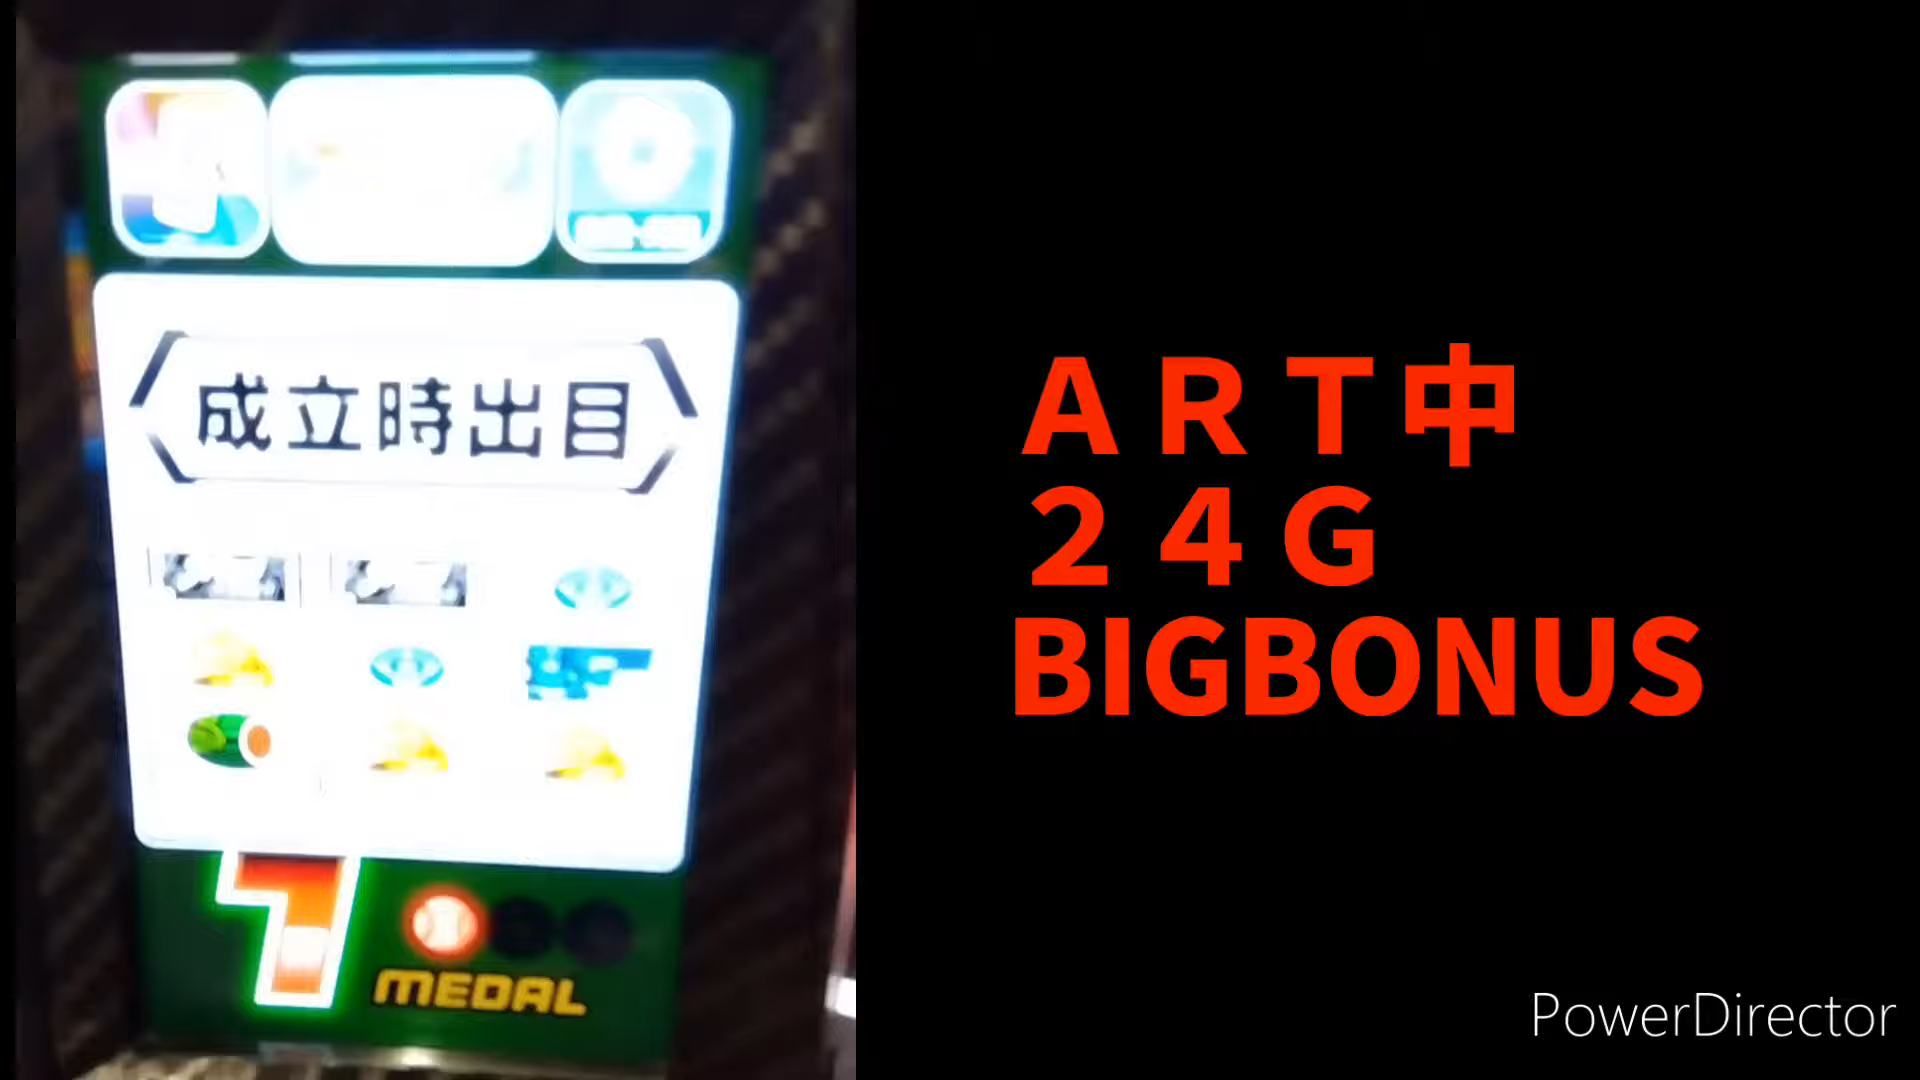 成立時出目
MEDAL
ＡＲＴ中
２４Ｇ
BIGBONUS
PowerDirector